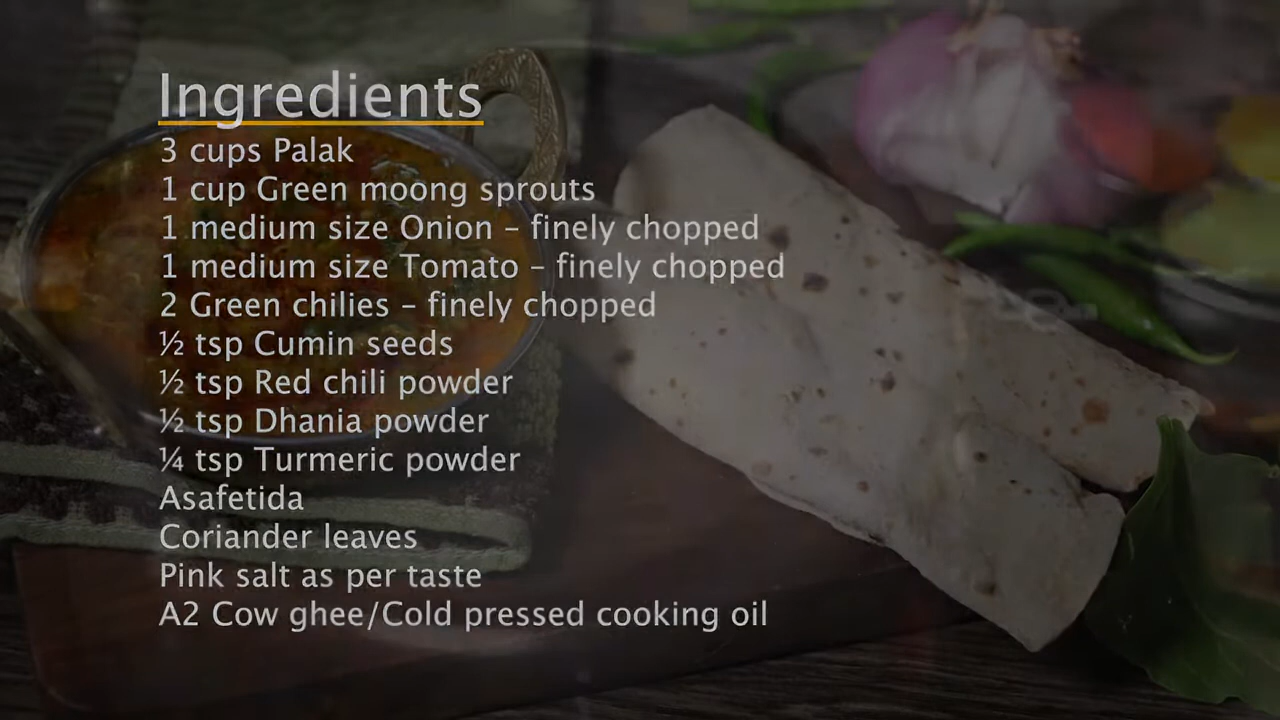 Ingredients
3 cups Palak
1 cup Green moong sprouts
1 medium size Onion – finely chopped
1 medium size Tomato – finely chopped
2 Green chilies – finely chopped
½ tsp Cumin seeds
½ tsp Red chili powder
½ tsp Dhania powder
¼ tsp Turmeric powder
Asafetida
Coriander leaves
Pink salt as per taste
A2 Cow ghee/Cold pressed cooking oil